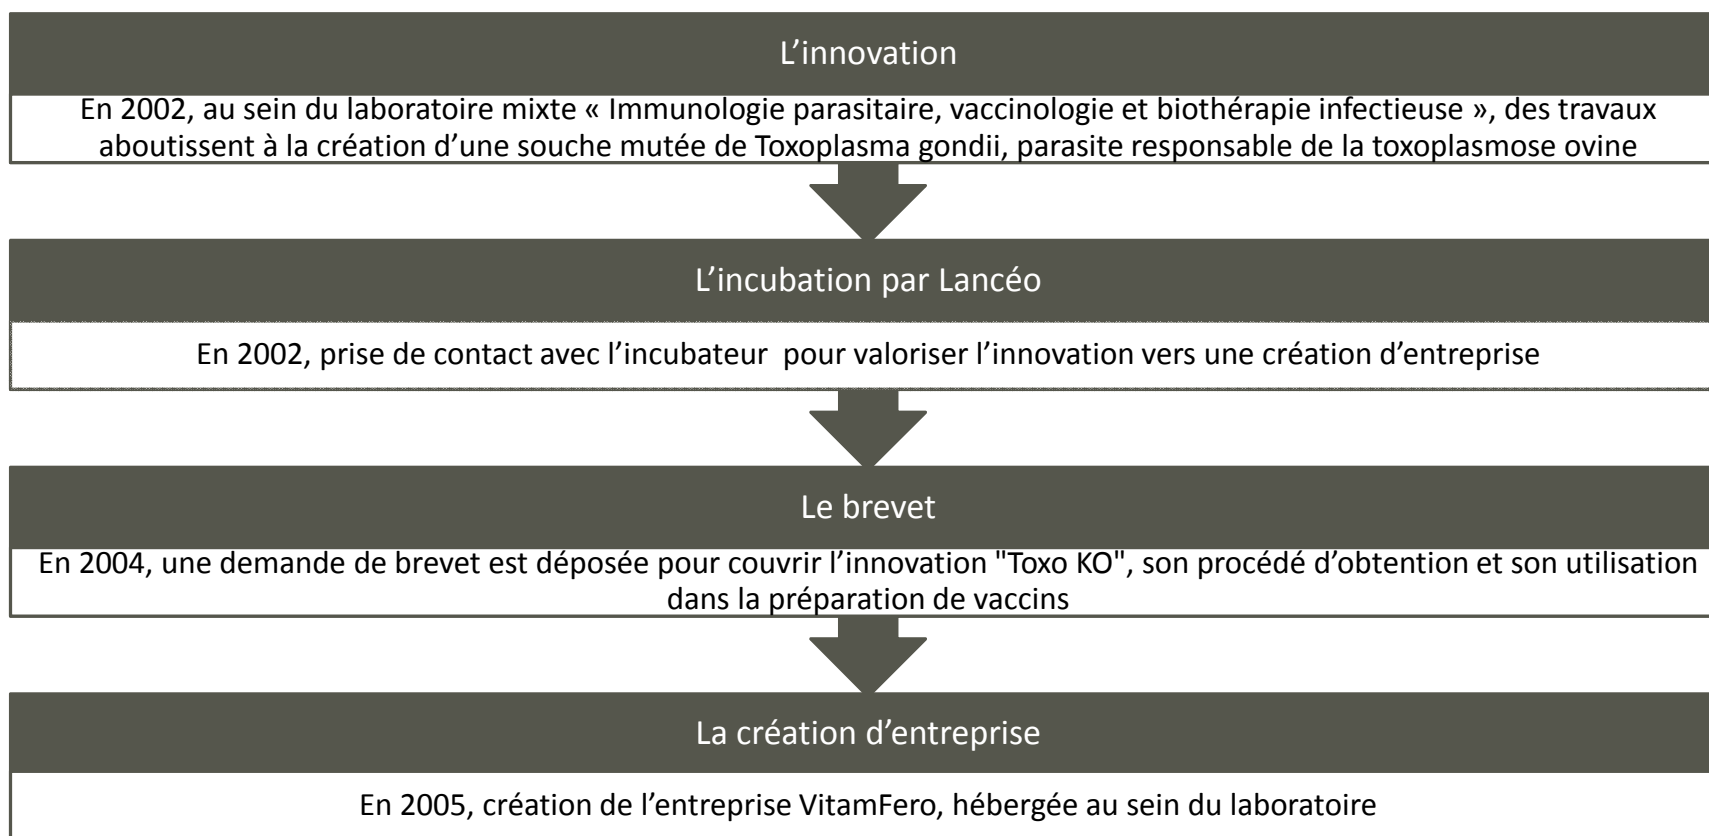 L’innovation
En 2002, au sein du laboratoire mixte « Immunologie parasitaire, vaccinologie et biothérapie infectieuse », des travaux
aboutissent à la création d’une souche mutée de Toxoplasma gondii, parasite responsable de la toxoplasmose ovine
L’incubation par Lancéo
En 2002, prise de contact avec l’incubateur  pour valoriser l’innovation vers une création d’entreprise
Le brevet
En 2004, une demande de brevet est déposée pour couvrir l’innovation "Toxo KO", son procédé d’obtention et son utilisation
dans la préparation de vaccins
La création d’entreprise
En 2005, création de l’entreprise VitamFero, hébergée au sein du laboratoire